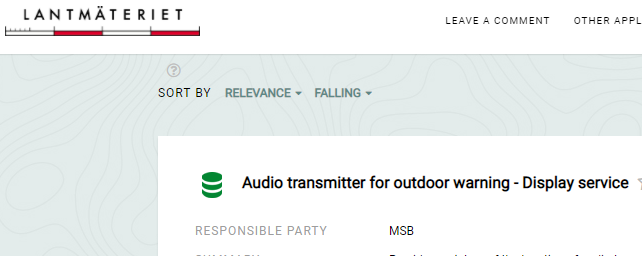 LANTMÄTERIET
LEAVE A COMMENT OTHER APPL
?
SORT BY RELEVANCE FALLING
Audio transmitter for outdoor warning - Display service
RESPONSIBLE PARTY MSB